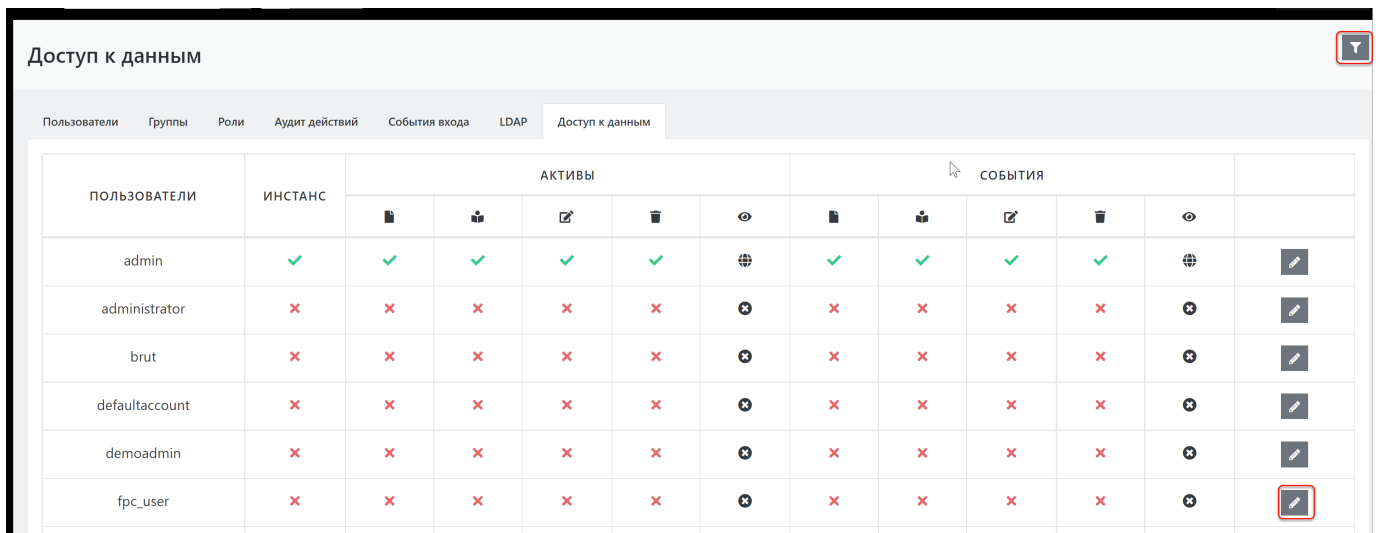 Доступ к данным
Пользователи Группы Роли Аудит действий События входа LDAP Доступ к данным
ПОЛЬЗОВАТЕЛИ ИНСТАНС АКТИВЫ СОБЫТИЯ
admin
administrator
brut
defaultaccount
demoadmin
fpc_user